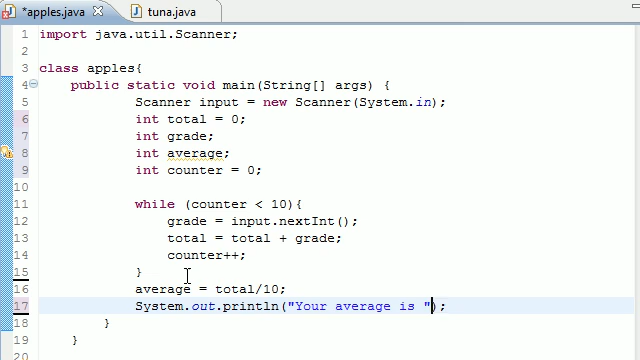 *apples.java tuna.java
1 import java.util.Scanner;
2
3 class apples{
4 public static void main(String[] args) {
5 Scanner input = new Scanner(System.in);
6 int total = 0;
7 int grade;
8 int average;
9 int counter = 0;
10
11 while (counter < 10){
12 grade = input.nextInt();
13 total = total + grade;
14 counter++;
15 }
16 average = total/10;
17 System.out.println("Your average is ");
18 }
19 }
20